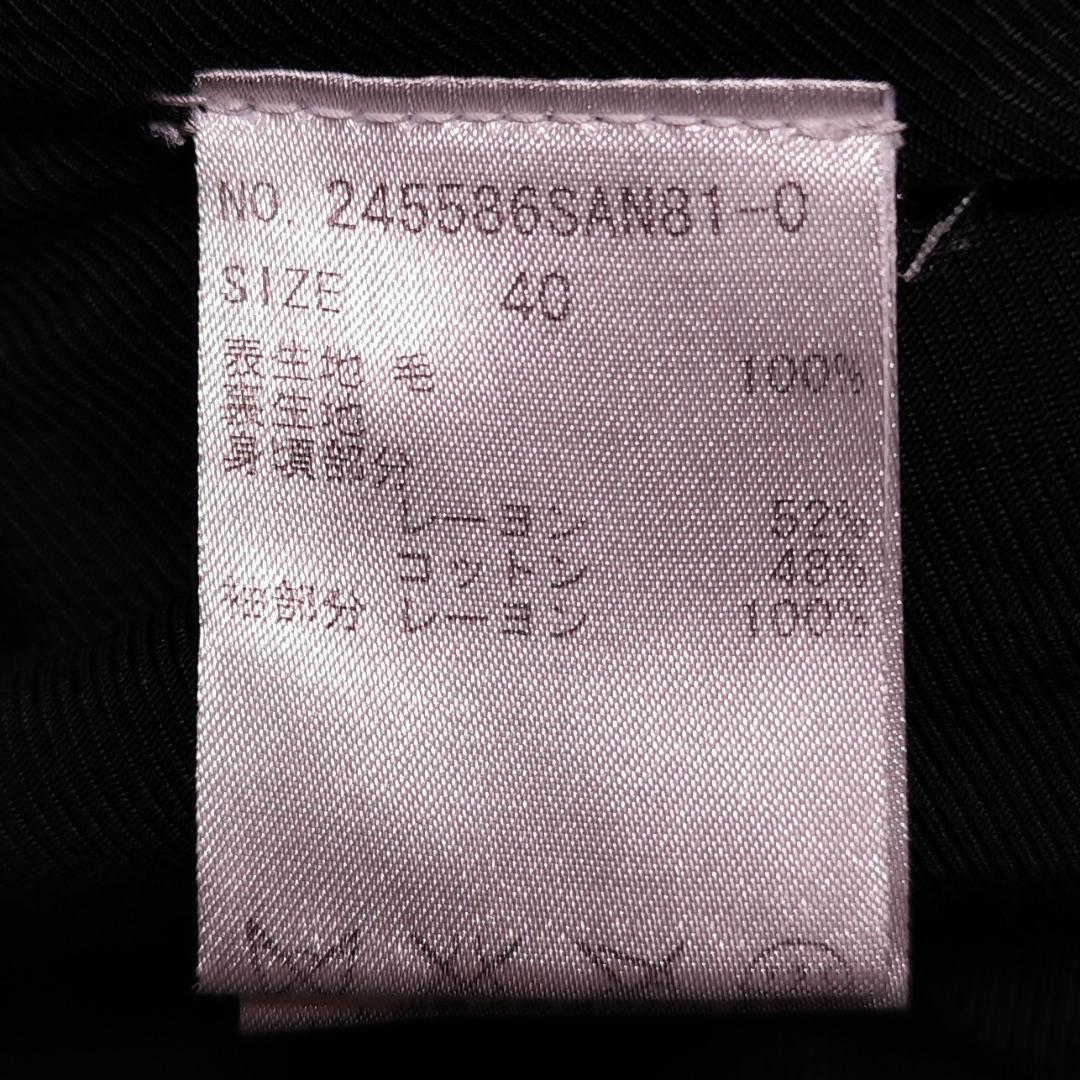 NO. 245586SAN81-0
SIZE 40
表生地 毛 100%
裏生地
身頃部分
レーヨン 52%
コットン 48%
袖部分 レーヨン 100%